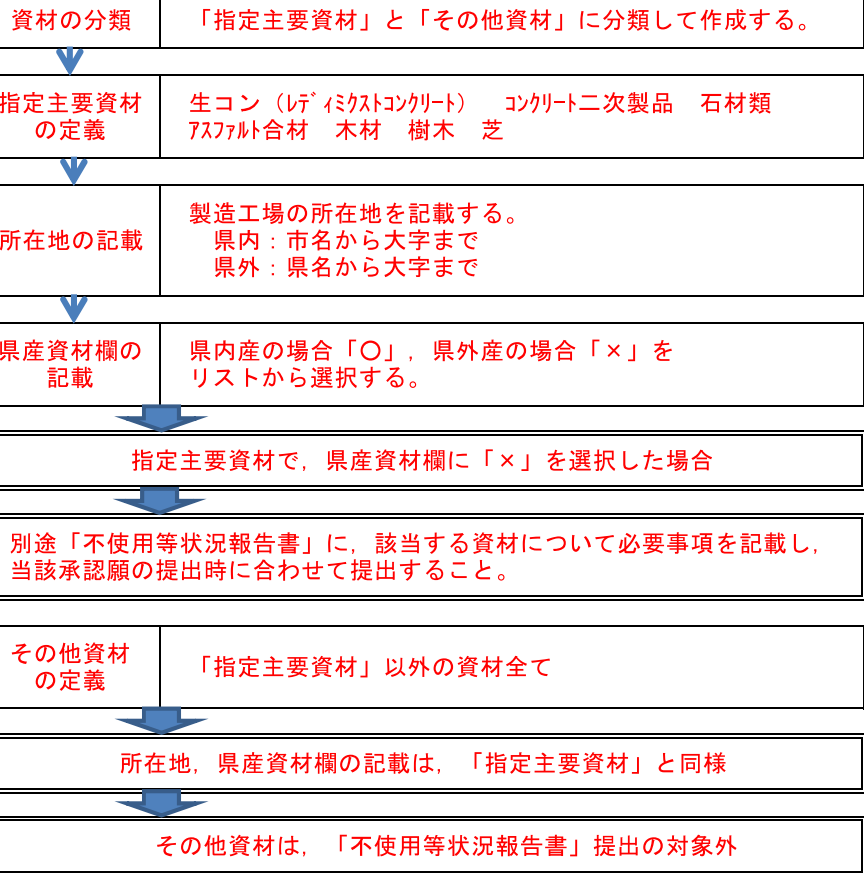 資材の分類
「指定主要資材」と「その他資材」に分類して作成する。
指定主要資材
の定義
生コン（ﾚﾃﾞｨﾐｸｽﾄｺﾝｸﾘｰﾄ）　ｺﾝｸﾘｰﾄ二次製品　石材類
ｱｽﾌｧﾙﾄ合材　木材　樹木　芝
所在地の記載
製造工場の所在地を記載する。
県内：市名から大字まで
県外：県名から大字まで
県産資材欄の
記載
県内産の場合「〇」，県外産の場合「×」を
リストから選択する。
指定主要資材で，県産資材欄に「×」を選択した場合
別途「不使用等状況報告書」に，該当する資材について必要事項を記載し，
当該承認願の提出時に合わせて提出すること。
その他資材
の定義
「指定主要資材」以外の資材全て
所在地，県産資材欄の記載は，「指定主要資材」と同様
その他資材は，「不使用等状況報告書」提出の対象外